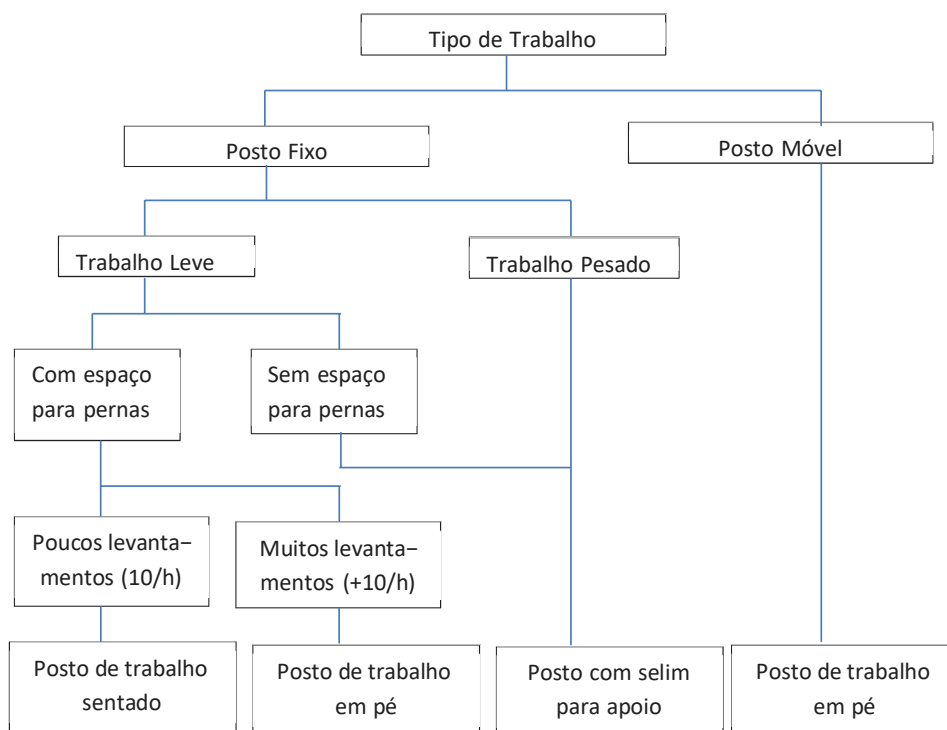 Tipo de Trabalho
Posto Fixo
Posto Móvel
Trabalho Leve
Trabalho Pesado
Com espaço
para pernas
Sem espaço
para pernas
Poucos levanta-
mentos (10/h)
Muitos levanta-
mentos (+10/h)
Posto de trabalho
sentado
Posto de trabalho
em pé
Posto com selim
para apoio
Posto de trabalho
em pé